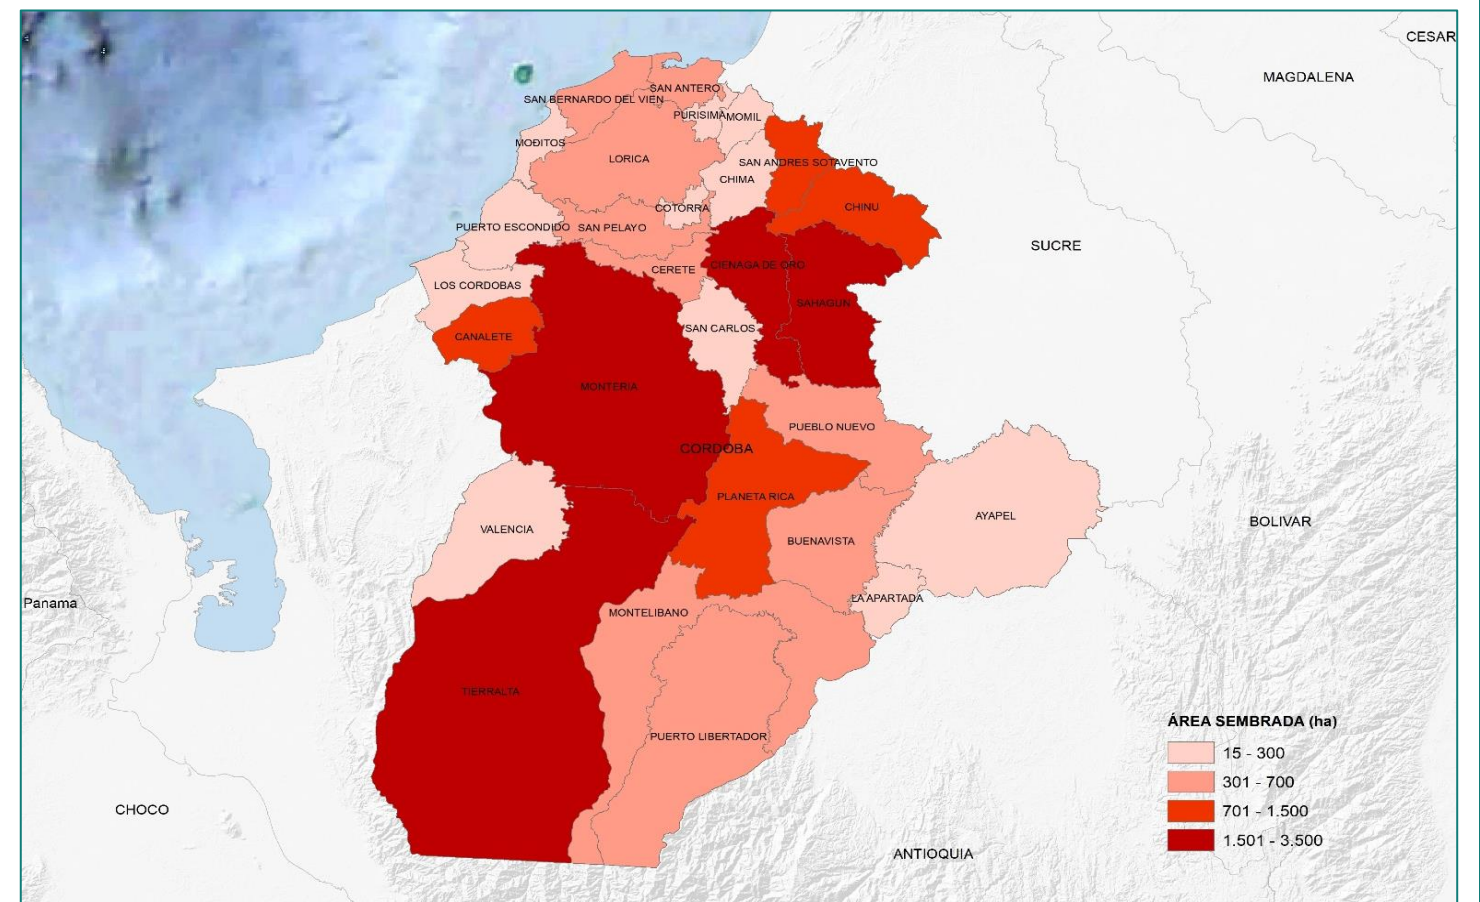 CESAR
MAGDALENA
SAN ANTERO
SAN BERNARDO DEL VIEN
PURISIMA
MOMIL
MOÐITOS
LORICA
SAN ANDRES SOTAVENTO
CHIMA
COTORRA
CHINU
PUERTO ESCONDIDO
SAN PELAYO
SUCRE
CIENAGA DE ORO
CERETE
LOS CORDOBAS
SAHAGUN
SAN CARLOS
CANALETE
MONTERIA
PUEBLO NUEVO
CORDOBA
PLANETA RICA
AYAPEL
BOLIVAR
VALENCIA
BUENAVISTA
LA APARTADA
Panama
MONTELIBANO
TIERRALTA
PUERTO LIBERTADOR
CHOCO
ANTIOQUIA
ÁREA SEMBRADA (ha)
15 - 300
301 - 700
701 - 1.500
1.501 - 3.500